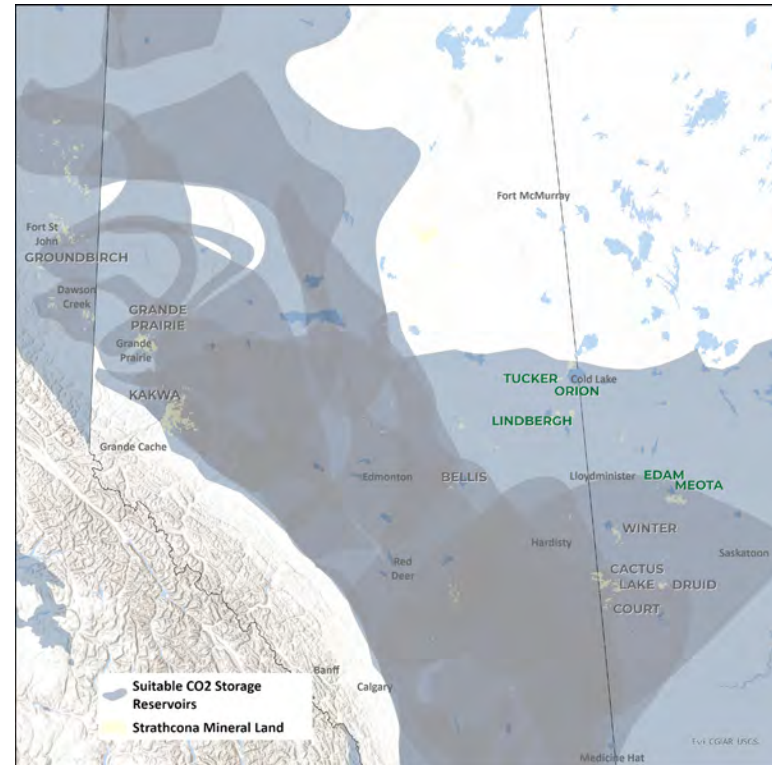 Fort McMurray
Fort St
John
GROUNDBIRCH
Dawson
Creek
GRANDE
PRAIRIE
Grande
Prairie
TUCKER
Cold Lake
ORION
KAKWA
LINDBERGH
Grande Cache
Edmonton
BELLIS
Lloydminister
EDAM
MEOTA
WINTER
Hardisty
Saskatoon
Red
Deer
CACTUS
LAKE
DRUID
COURT
Banff
Calgary
Suitable CO2 Storage
Reservoirs
Strathcona Mineral Land
Medicine Hat